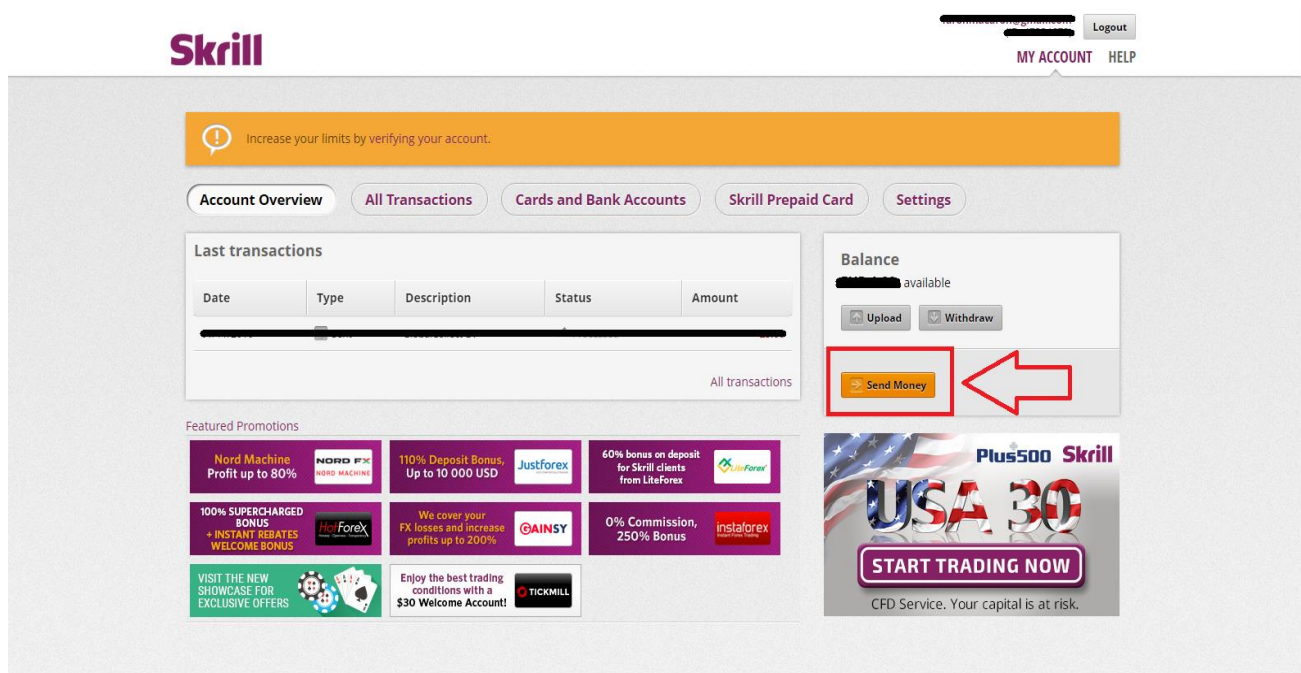 Skrill
Logout
MY ACCOUNT HELP
Increase your limits by verifying your account.
Account Overview All Transactions Cards and Bank Accounts Skrill Prepaid Card Settings
Last transactions
Date Type Description Status Amount
All transactions
Balance
available
Upload Withdraw
Send Money
Featured Promotions
Nord Machine
Profit up to 80%
NORD FX
NORD MACHINE
110% Deposit Bonus,
Up to 10 000 USD
Justforex
60% bonus on deposit
for Skrill clients
from LiteForex
LiteForex
100% SUPERCHARGED
BONUS
+ INSTANT REBATES
WELCOME BONUS
HotForex
We cover your
FX losses and increase
profits up to 200%
GAINSY
0% Commission,
250% Bonus
instaforex
Instant Forex Trading
VISIT THE NEW
SHOWCASE FOR
EXCLUSIVE OFFERS
Enjoy the best trading
conditions with a
$30 Welcome Account!
TICKMILL
Plus500 Skrill
USA 30
START TRADING NOW
CFD Service. Your capital is at risk.